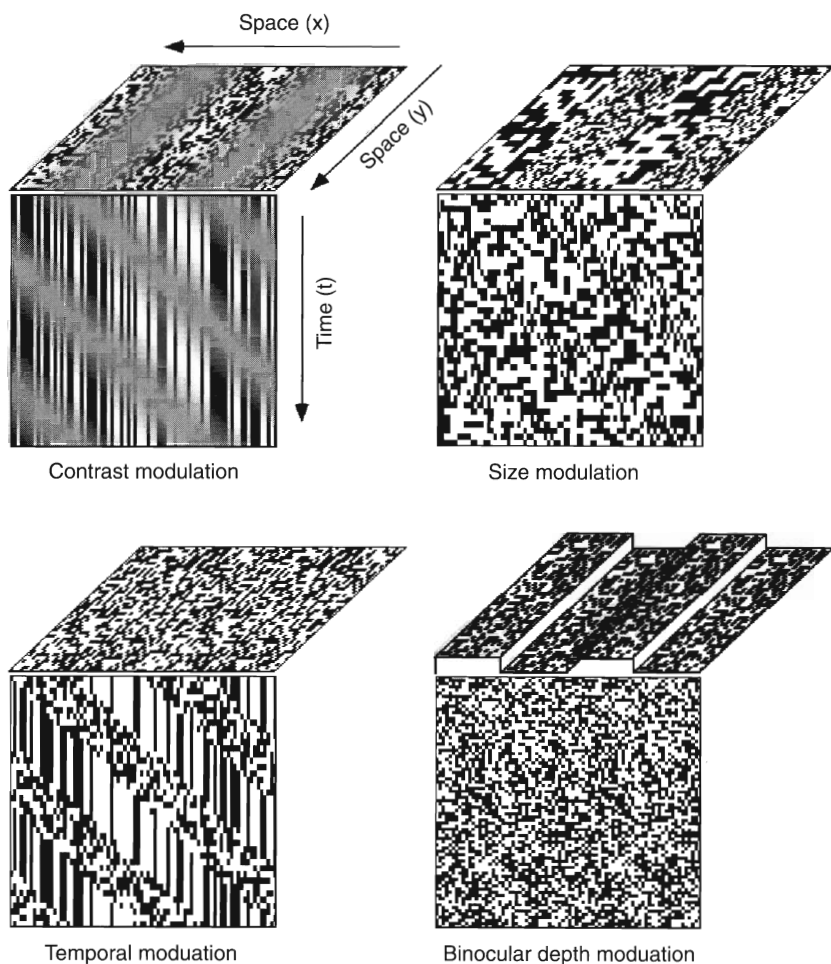 Space (x)
Space (y)
Time (t)
Contrast modulation
Size modulation
Temporal moduation
Binocular depth moduation